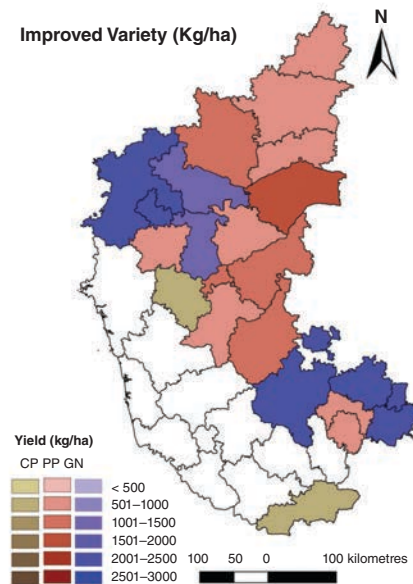 Improved Variety (Kg/ha)
N
Yield (kg/ha)
CP PP GN
< 500
501–1000
1001–1500
1501–2000
2001–2500
2501–3000
100 50 0 100 kilometres